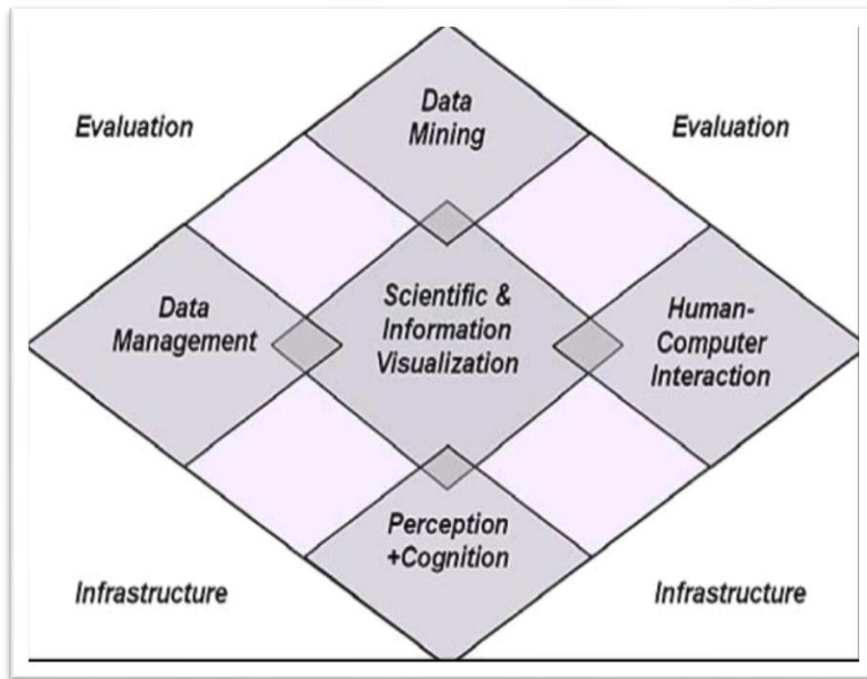 Data
Mining
Evaluation
Evaluation
Data
Management
Scientific &
Information
Visualization
Human-
Computer
Interaction
Perception
+Cognition
Infrastructure
Infrastructure